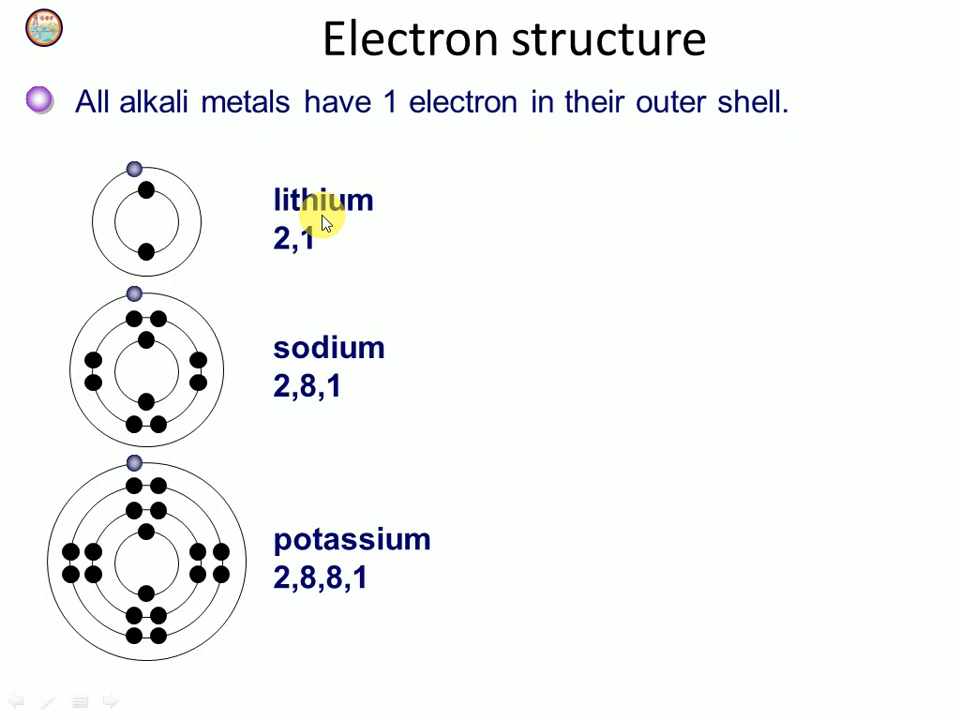 Electron structure
All alkali metals have 1 electron in their outer shell.
lithium
2,1
sodium
2,8,1
potassium
2,8,8,1